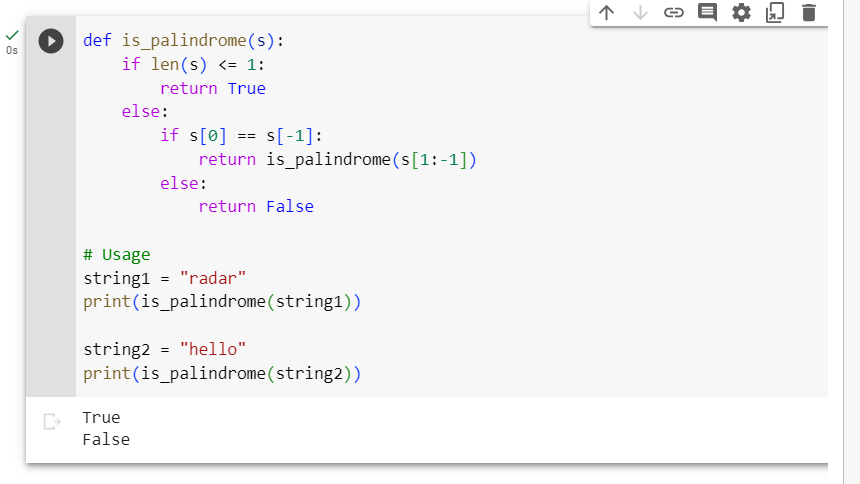 0s
def is_palindrome(s):
    if len(s) <= 1:
        return True
    else:
        if s[0] == s[-1]:
            return is_palindrome(s[1:-1])
        else:
            return False

# Usage
string1 = "radar"
print(is_palindrome(string1))

string2 = "hello"
print(is_palindrome(string2))
True
False